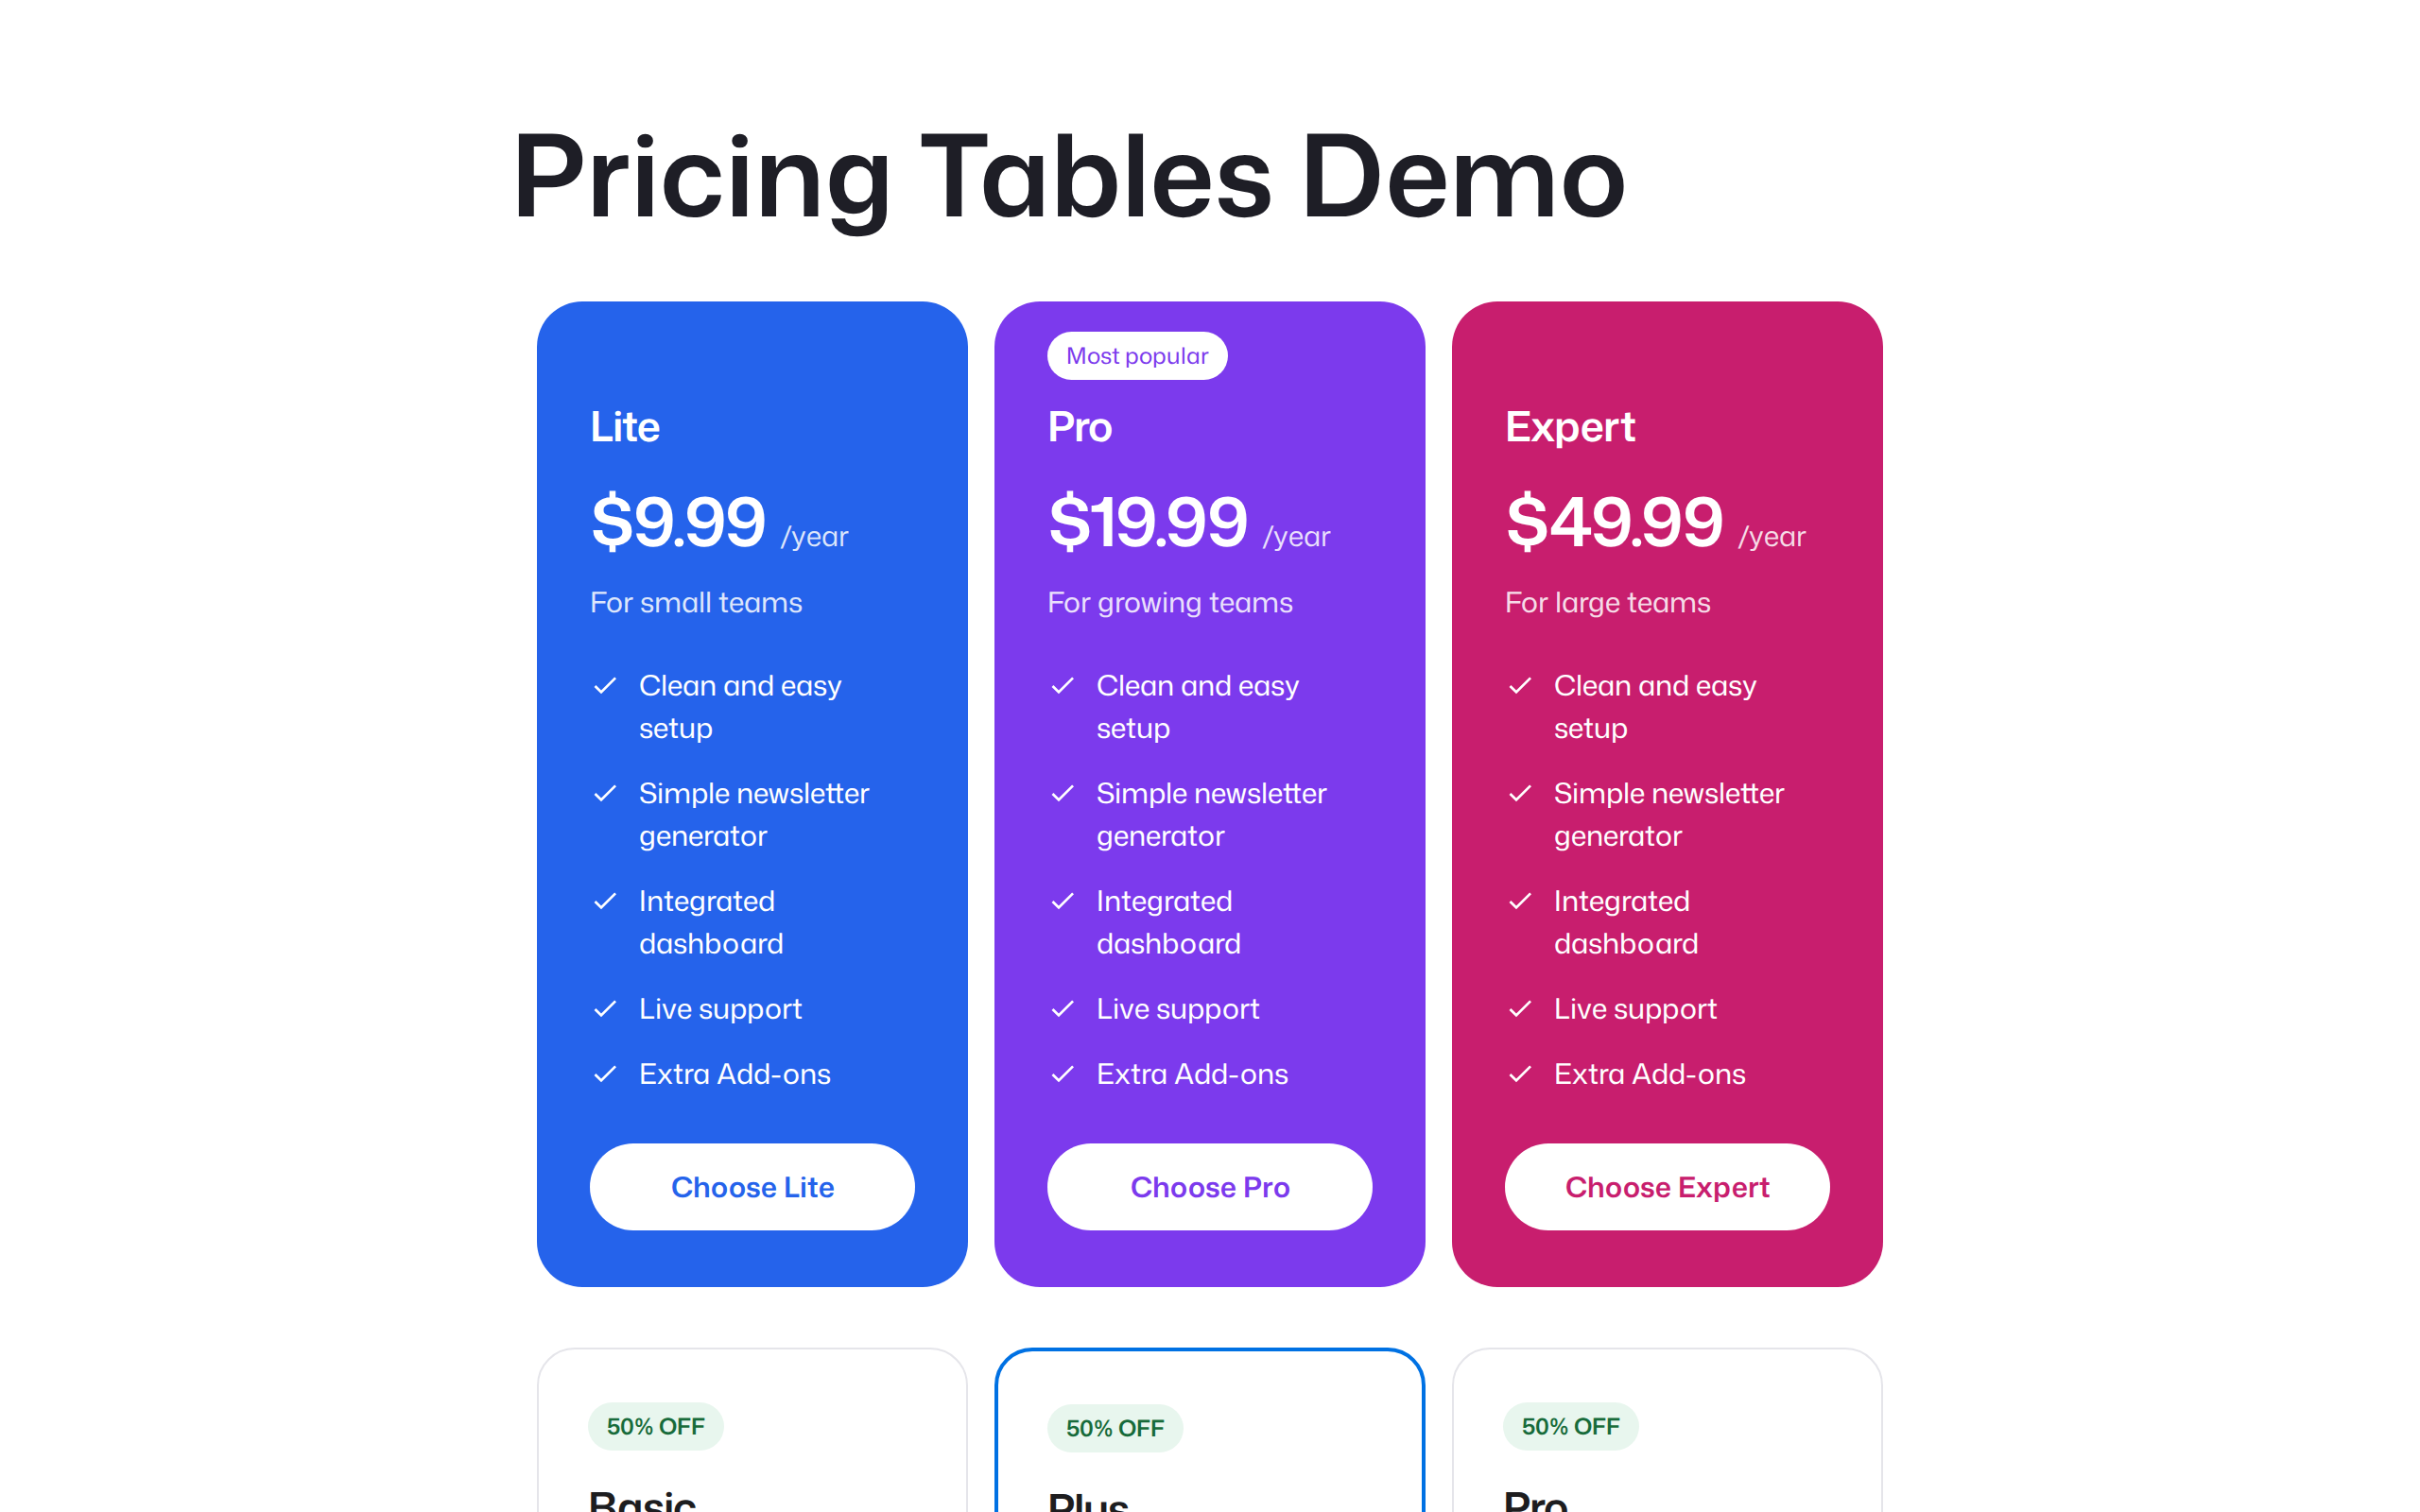 Pricing Tables Demo
Lite
$9.99 /year
For small teams
Clean and easy
setup
Simple newsletter
generator
Integrated
dashboard
Live support
Extra Add-ons
Choose Lite
Most popular
Pro
$19.99 /year
For growing teams
Clean and easy
setup
Simple newsletter
generator
Integrated
dashboard
Live support
Extra Add-ons
Choose Pro
Expert
$49.99 /year
For large teams
Clean and easy
setup
Simple newsletter
generator
Integrated
dashboard
Live support
Extra Add-ons
Choose Expert
50% OFF
Basic
50% OFF
Plus
50% OFF
Pro